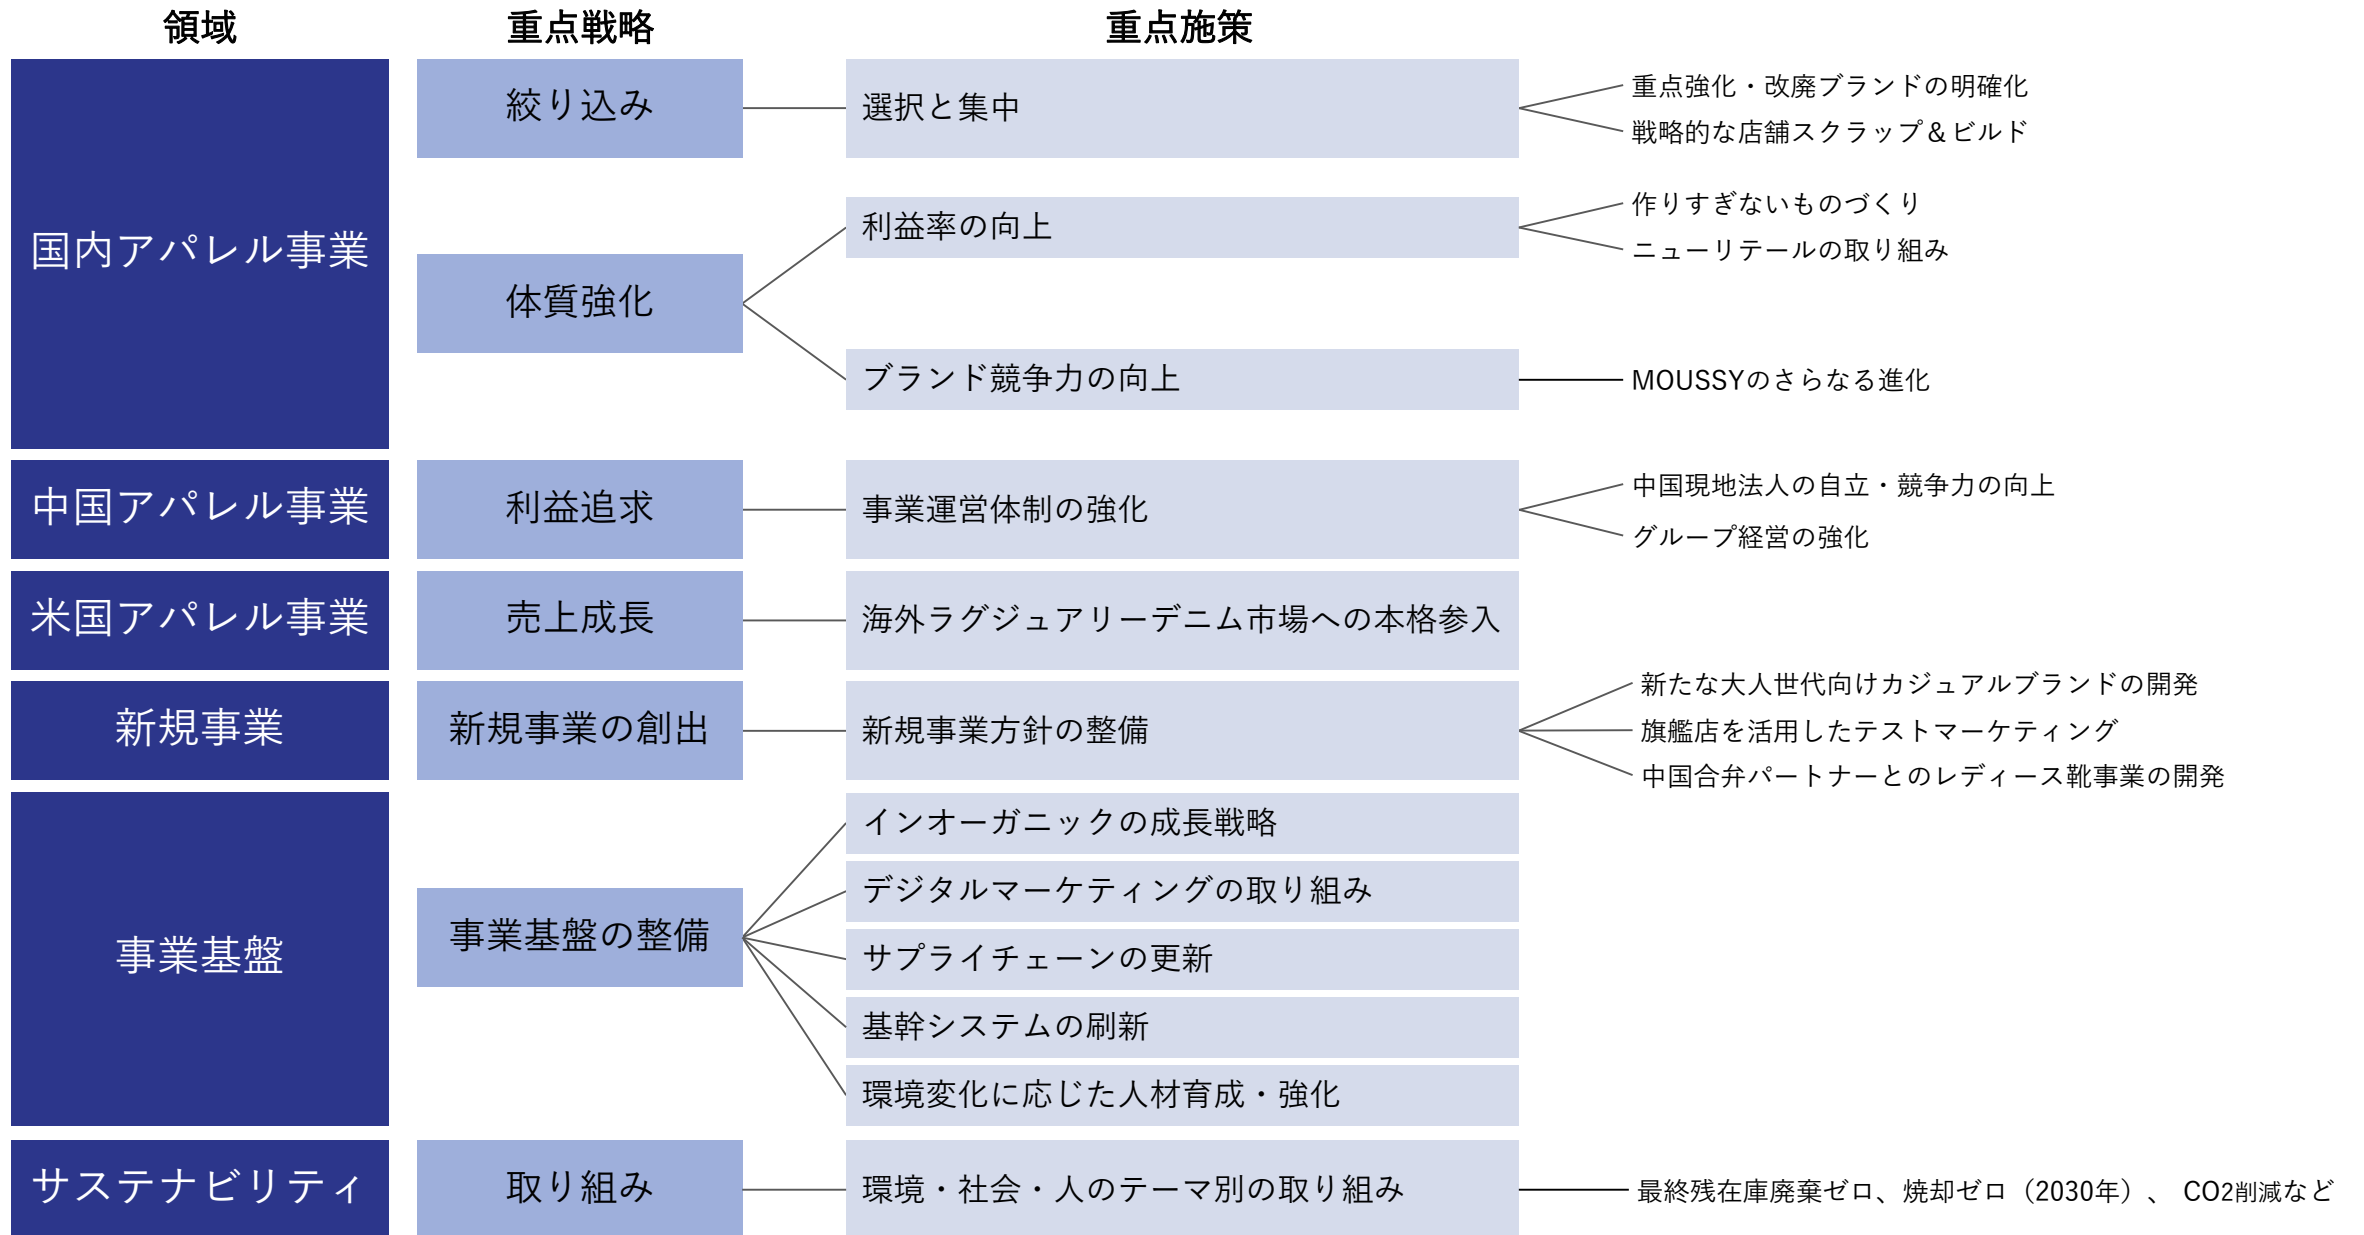 領域
重点戦略
重点施策
国内アパレル事業
絞り込み
選択と集中
重点強化・改廃ブランドの明確化
戦略的な店舗スクラップ＆ビルド
体質強化
利益率の向上
作りすぎないものづくり
ニューリテールの取り組み
ブランド競争力の向上
MOUSSYのさらなる進化
中国アパレル事業
利益追求
事業運営体制の強化
中国現地法人の自立・競争力の向上
グループ経営の強化
米国アパレル事業
売上成長
海外ラグジュアリーデニム市場への本格参入
新規事業
新規事業の創出
新規事業方針の整備
新たな大人世代向けカジュアルブランドの開発
旗艦店を活用したテストマーケティング
中国合弁パートナーとのレディース靴事業の開発
事業基盤
事業基盤の整備
インオーガニックの成長戦略
デジタルマーケティングの取り組み
サプライチェーンの更新
基幹システムの刷新
環境変化に応じた人材育成・強化
サステナビリティ
取り組み
環境・社会・人のテーマ別の取り組み
最終残在庫廃棄ゼロ、焼却ゼロ（2030年）、 CO2削減など